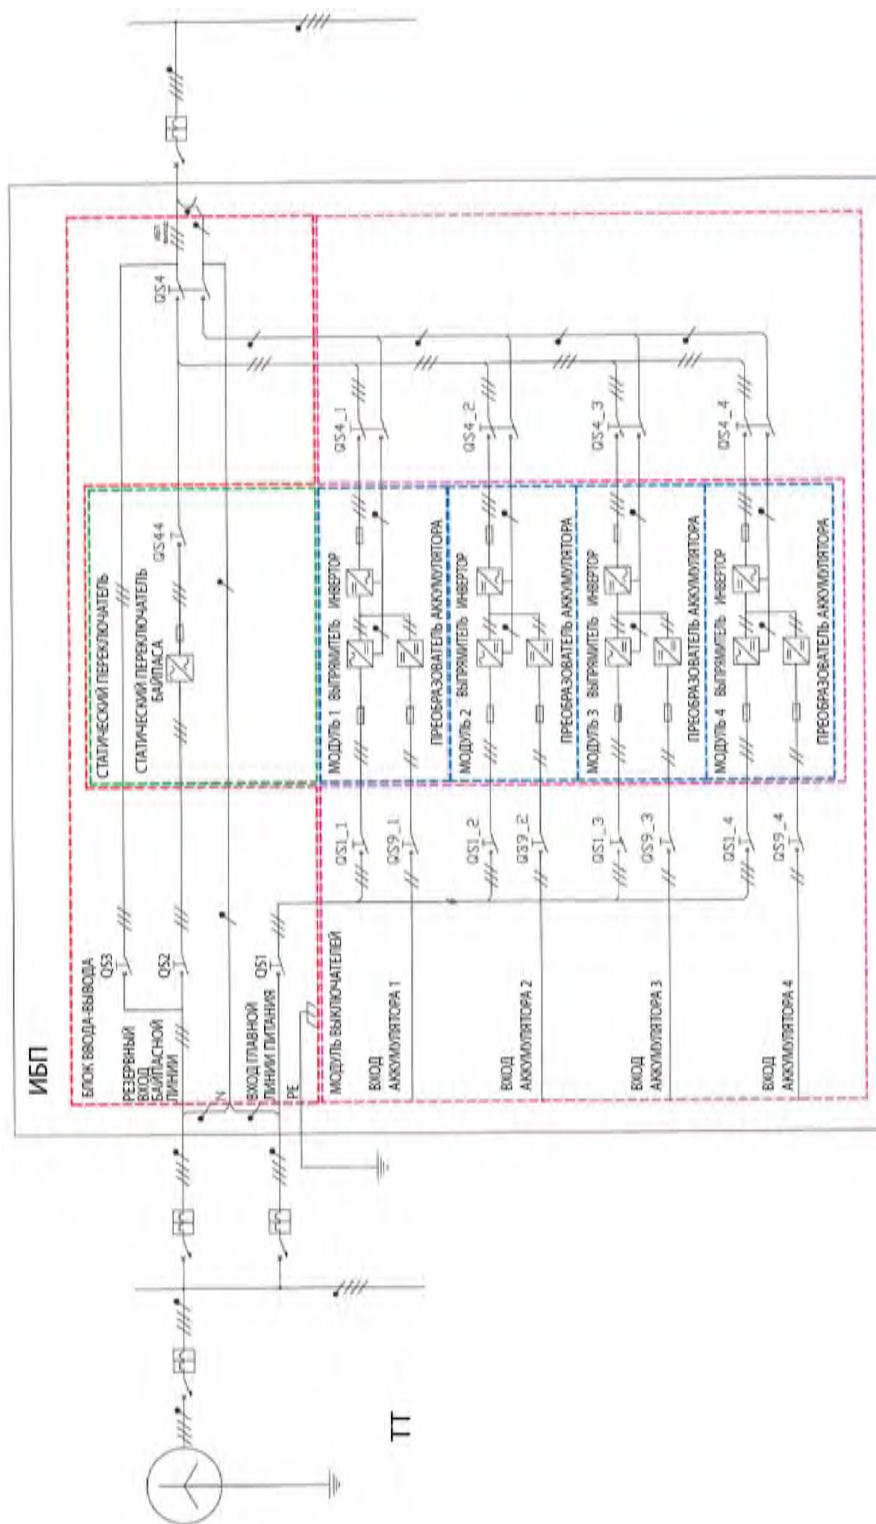 ИБП
БЛОК ВВОДА-ВЫВОДА
РЕЗЕРВНЫЙ
ВХОД
БАЙПАСНОЙ
ЛИНИИ
QS3
QS2
N
ВХОД ГЛАВНОЙ
ЛИНИИ ПИТАНИЯ
QS1
PE
СТАТИЧЕСКИЙ ПЕРЕКЛЮЧАТЕЛЬ
СТАТИЧЕСКИЙ ПЕРЕКЛЮЧАТЕЛЬ
БАЙПАСА
QS44
QS4
МОДУЛЬ ВЫКЛЮЧАТЕЛЕЙ
ВХОД
АККУМУЛЯТОРА 1
QS1_1
QS9_1
МОДУЛЬ 1 ВЫПРЯМИТЕЛЬ ИНВЕРТОР
ПРЕОБРАЗОВАТЕЛЬ АККУМУЛЯТОРА
QS4_1
ВХОД
АККУМУЛЯТОРА 2
QS1_2
QS9_2
МОДУЛЬ 2 ВЫПРЯМИТЕЛЬ ИНВЕРТОР
ПРЕОБРАЗОВАТЕЛЬ АККУМУЛЯТОРА
QS4_2
ВХОД
АККУМУЛЯТОРА 3
QS1_3
QS9_3
МОДУЛЬ 3 ВЫПРЯМИТЕЛЬ ИНВЕРТОР
ПРЕОБРАЗОВАТЕЛЬ АККУМУЛЯТОРА
QS4_3
ВХОД
АККУМУЛЯТОРА 4
QS1_4
QS9_4
МОДУЛЬ 4 ВЫПРЯМИТЕЛЬ ИНВЕРТОР
ПРЕОБРАЗОВАТЕЛЬ АККУМУЛЯТОРА
QS4_4
TT